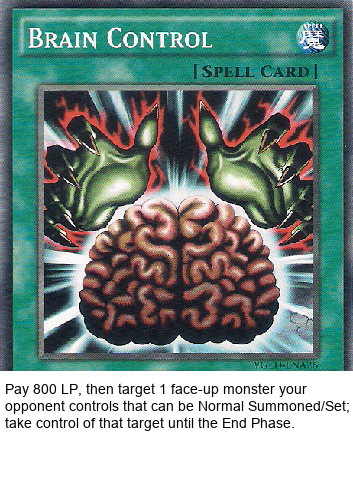 BRAIN CONTROL
魔
[ SPELL CARD ]
Pay 800 LP, then target 1 face-up monster your
opponent controls that can be Normal Summoned/Set;
take control of that target until the End Phase.